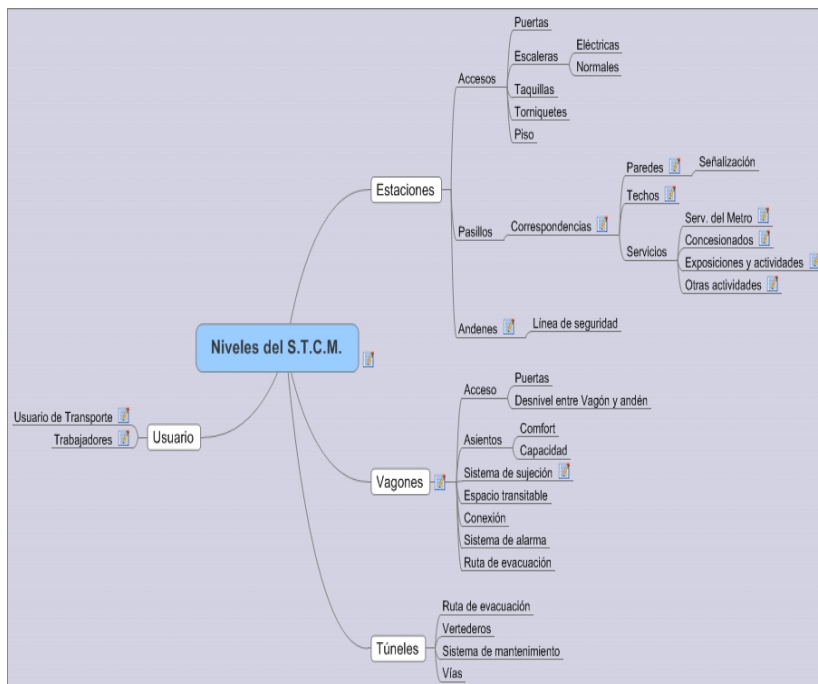 Niveles del S.T.C.M.
Estaciones
Accesos
Puertas
Escaleras
Eléctricas
Normales
Taquillas
Torniquetes
Piso
Pasillos
Correspondencias
Paredes
Señalización
Techos
Servicios
Serv. del Metro
Concesionados
Exposiciones y actividades
Otras actividades
Andenes
Línea de seguridad
Vagones
Acceso
Puertas
Desnivel entre Vagón y andén
Asientos
Comfort
Capacidad
Sistema de sujeción
Espacio transitable
Conexión
Sistema de alarma
Ruta de evacuación
Túneles
Ruta de evacuación
Vertederos
Sistema de mantenimiento
Vías
Usuario
Usuario de Transporte
Trabajadores